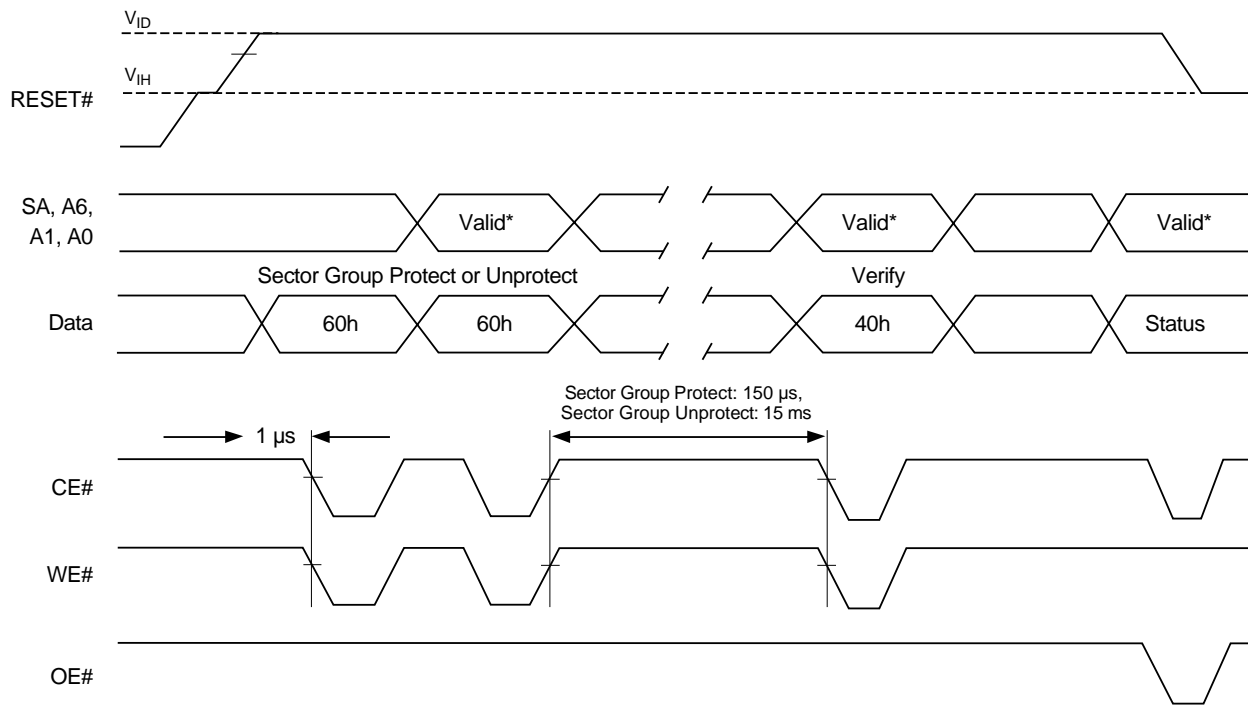 VID
VIH
RESET#
SA, A6,
A1, A0
Valid*
Valid*
Valid*
Sector Group Protect or Unprotect
Verify
Data
60h
60h
40h
Status
Sector Group Protect: 150 µs,
Sector Group Unprotect: 15 ms
1 µs
CE#
WE#
OE#